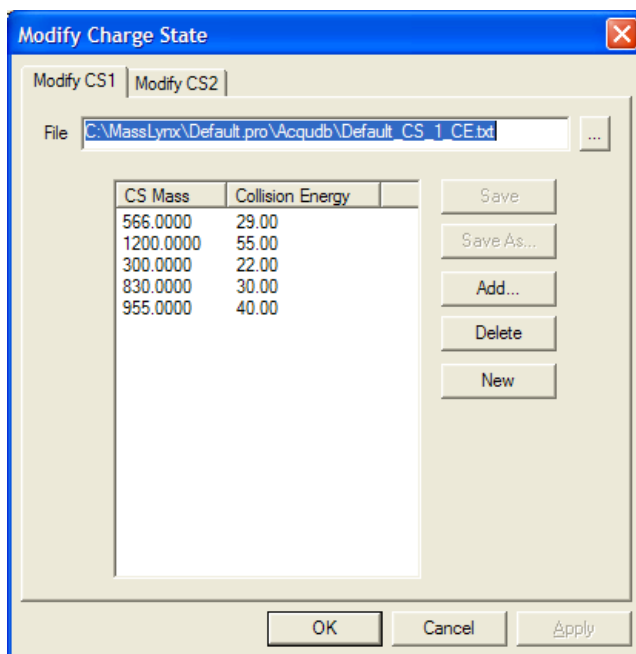 Modify Charge State
Modify CS1 Modify CS2
File C:\MassLynx\Default.pro\Acqudb\Default_CS_1_CE.txt ...
CS Mass Collision Energy
566.0000 29.00
1200.0000 55.00
300.0000 22.00
830.0000 30.00
955.0000 40.00
Save
Save As...
Add...
Delete
New
OK Cancel Apply